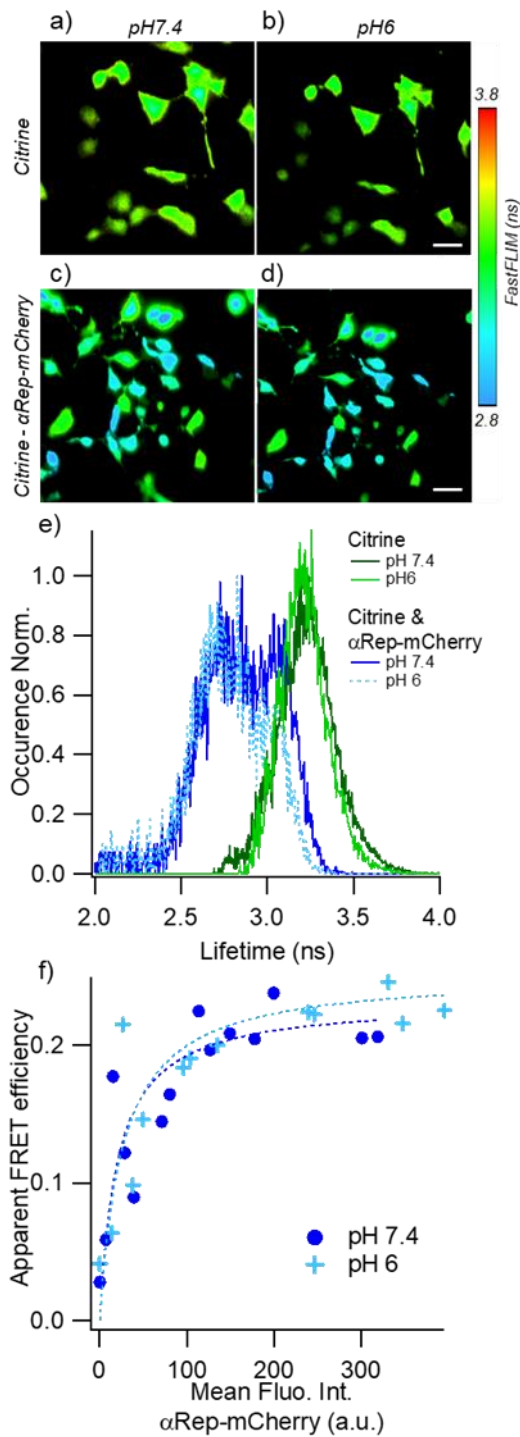 pH7.4 pH6
a) b)
Citrine
3.8
FastFLIM (ns)
2.8
c) d)
Citrine - αRep-mCherry
e)
Citrine
pH 7.4
pH6
Citrine &
αRep-mCherry
pH 7.4
pH 6
Occurence Norm.
1.0
0.8
0.6
0.4
0.2
0.0
2.0 2.5 3.0 3.5 4.0
Lifetime (ns)
f)
Apparent FRET efficiency
0.2
0.1
0.0
pH 7.4
pH 6
0 100 200 300
Mean Fluo. Int.
αRep-mCherry (a.u.)